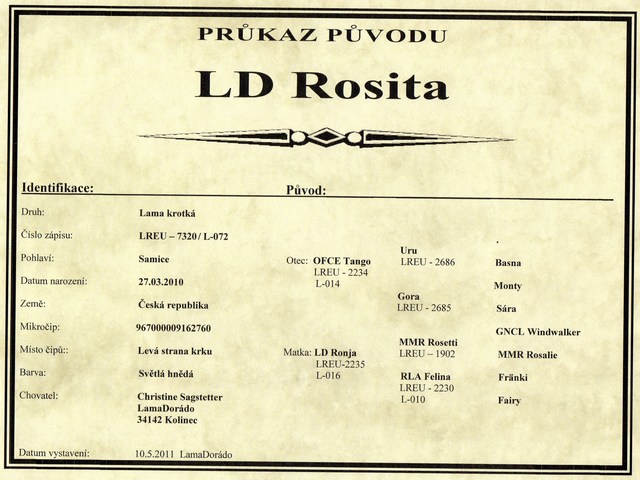 PRŮKAZ PŮVODU
LD Rosita
Identifikace:
Původ:
Druh: Lama krotká
Číslo zápisu: LREU – 7320 / L-072
Pohlaví: Samice
Datum narození: 27.03.2010
Země: Česká republika
Mikročip: 967000009162760
Místo čipů:: Levá strana krku
Barva: Světlá hnědá
Chovatel: Christine Sagstetter
LamaDorádo
34142 Kolinec
Otec: OFCE Tango
LREU - 2234
L-014
Matka: LD Ronja
LREU-2235
L-016
Uru
LREU - 2686
Gora
LREU - 2685
MMR Rosetti
LREU – 1902
RLA Felina
LREU - 2230
L-010
Basna
Monty
Sára
GNCL Windwalker
MMR Rosalie
Fränki
Fairy
Datum vystavení: 10.5.2011 LamaDorádo